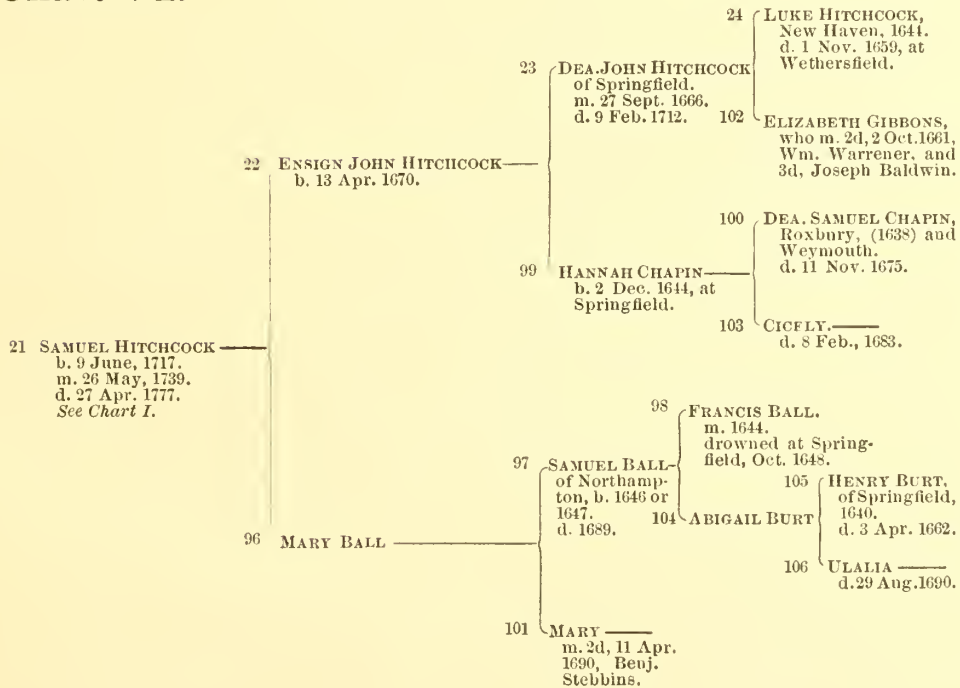 24 LUKE HITCHCOCK,
New Haven, 1644.
d. 1 Nov. 1659, at
Wethersfield.
23 DEA. JOHN HITCHCOCK
of Springfield.
m. 27 Sept. 1666.
d. 9 Feb. 1712.
102 ELIZABETH GIBBONS,
who m. 2d, 2 Oct. 1661,
Wm. Warrener, and
3d, Joseph Baldwin.
22 ENSIGN JOHN HITCHCOCK
b. 13 Apr. 1670.
100 DEA. SAMUEL CHAPIN,
Roxbury, (1638) and
Weymouth.
d. 11 Nov. 1675.
99 HANNAH CHAPIN
b. 2 Dec. 1644, at
Springfield.
103 CICELY.
d. 8 Feb., 1683.
21 SAMUEL HITCHCOCK
b. 9 June, 1717.
m. 26 May, 1739.
d. 27 Apr. 1777.
See Chart I.
98 FRANCIS BALL.
m. 1644.
drowned at Spring-
field, Oct. 1648.
97 SAMUEL BALL
of Northamp-
ton, b. 1646 or
1647.
d. 1689.
105 HENRY BURT,
of Springfield,
1640.
d. 3 Apr. 1662.
104 ABIGAIL BURT
106 ULALIA
d. 29 Aug. 1690.
96 MARY BALL
101 MARY
m. 2d, 11 Apr.
1690, Benj.
Stebbins.